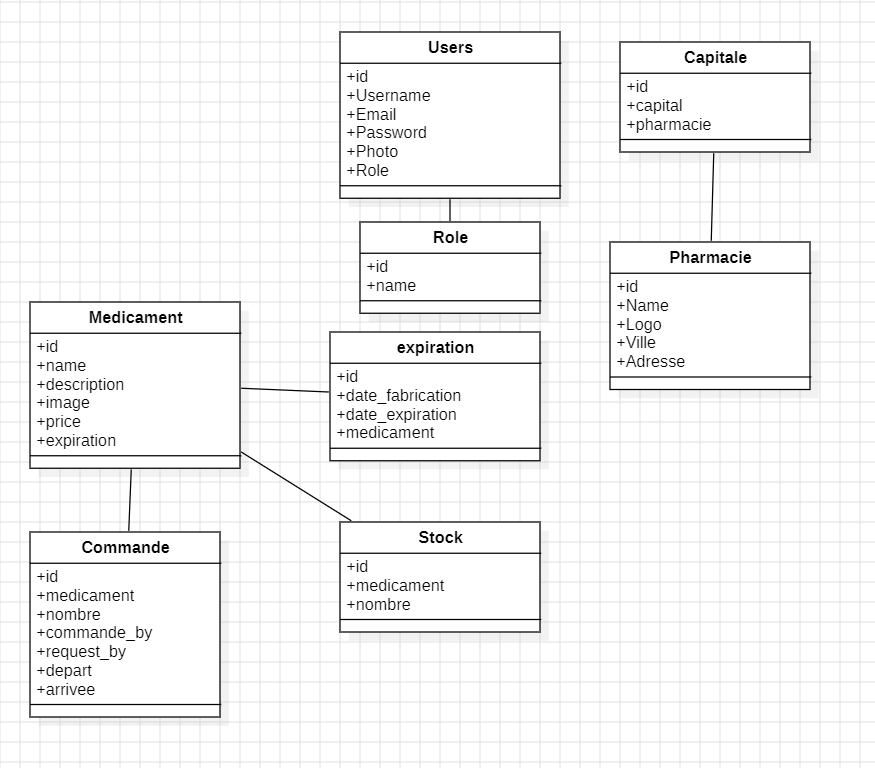 Users
+id
+Username
+Email
+Password
+Photo
+Role
Capitale
+id
+capital
+pharmacie
Role
+id
+name
Pharmacie
+id
+Name
+Logo
+Ville
+Adresse
Medicament
+id
+name
+description
+image
+price
+expiration
expiration
+id
+date_fabrication
+date_expiration
+medicament
Commande
+id
+medicament
+nombre
+commande_by
+request_by
+depart
+arrivee
Stock
+id
+medicament
+nombre